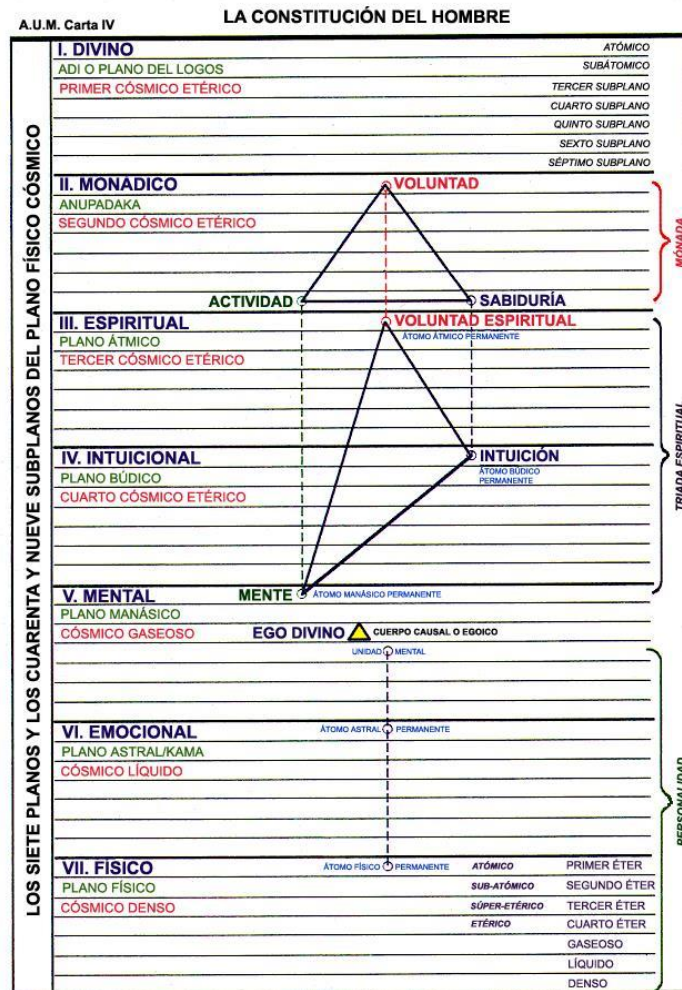 A.U.M. Carta IV
LA CONSTITUCIÓN DEL HOMBRE
LOS SIETE PLANOS Y LOS CUARENTA Y NUEVE SUBPLANOS DEL PLANO FÍSICO CÓSMICO
I. DIVINO
ADI O PLANO DEL LOGOS
PRIMER CÓSMICO ETÉRICO
ATÓMICO
SUBÁTOMICO
TERCER SUBPLANO
CUARTO SUBPLANO
QUINTO SUBPLANO
SEXTO SUBPLANO
SÉPTIMO SUBPLANO
II. MONADICO
ANUPADAKA
SEGUNDO CÓSMICO ETÉRICO
VOLUNTAD
ACTIVIDAD
SABIDURÍA
MÓNADA
III. ESPIRITUAL
PLANO ÁTMICO
TERCER CÓSMICO ETÉRICO
VOLUNTAD ESPIRITUAL
ÁTOMO ÁTMICO PERMANENTE
TRIADA ESPIRITUAL
IV. INTUICIONAL
PLANO BÚDICO
CUARTO CÓSMICO ETÉRICO
INTUICIÓN
ÁTOMO BÚDICO
PERMANENTE
V. MENTAL
PLANO MANÁSICO
CÓSMICO GASEOSO
MENTE
ÁTOMO MANÁSICO PERMANENTE
EGO DIVINO
CUERPO CAUSAL O EGOICO
UNIDAD MENTAL
PERSONALIDAD
VI. EMOCIONAL
PLANO ASTRAL/KAMA
CÓSMICO LÍQUIDO
ÁTOMO ASTRAL PERMANENTE
VII. FÍSICO
PLANO FÍSICO
CÓSMICO DENSO
ÁTOMO FÍSICO PERMANENTE
ATÓMICO PRIMER ÉTER
SUB-ATÓMICO SEGUNDO ÉTER
SÚPER-ETÉRICO TERCER ÉTER
ETÉRICO CUARTO ÉTER
GASEOSO
LÍQUIDO
DENSO